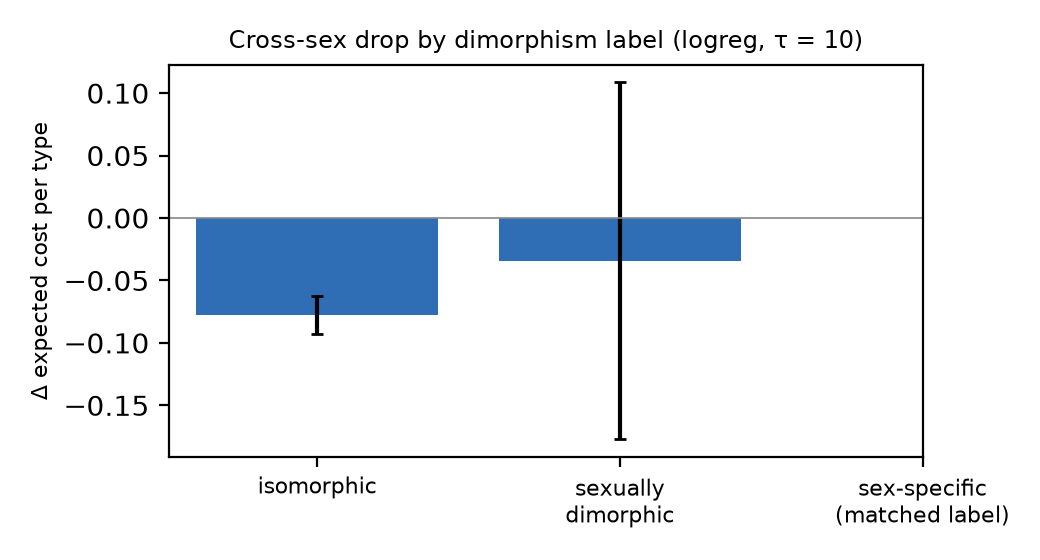 Cross-sex drop by dimorphism label (logreg, τ = 10)
Δ expected cost per type
0.10
0.05
0.00
−0.05
−0.10
−0.15
isomorphic
sexually
dimorphic
sex-specific
(matched label)